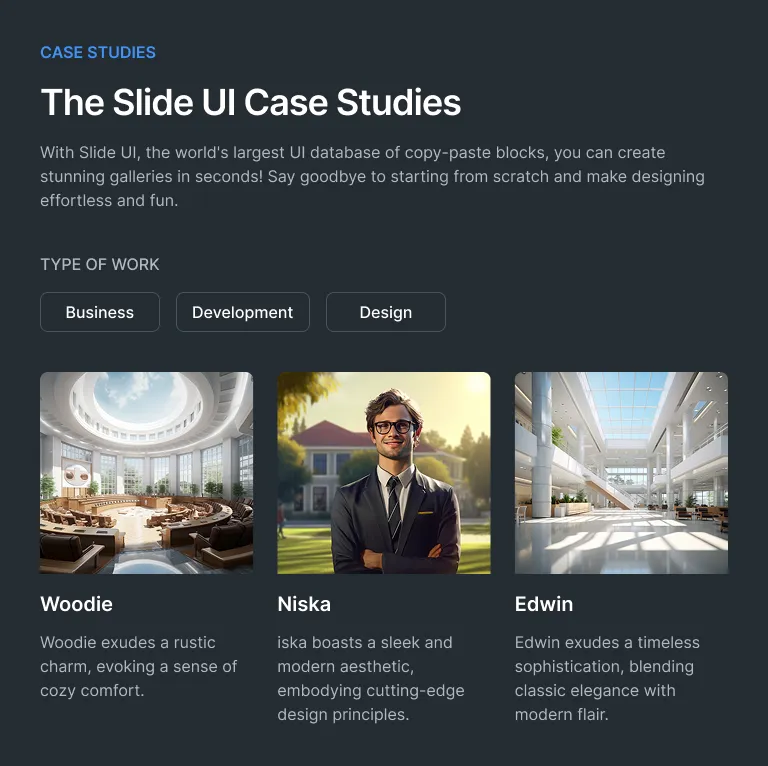 CASE STUDIES
The Slide UI Case Studies
With Slide UI, the world's largest UI database of copy-paste blocks, you can create
stunning galleries in seconds! Say goodbye to starting from scratch and make designing
effortless and fun.
TYPE OF WORK
Business
Development
Design
Woodie
Woodie exudes a rustic
charm, evoking a sense of
cozy comfort.
Niska
iska boasts a sleek and
modern aesthetic,
embodying cutting-edge
design principles.
Edwin
Edwin exudes a timeless
sophistication, blending
classic elegance with
modern flair.